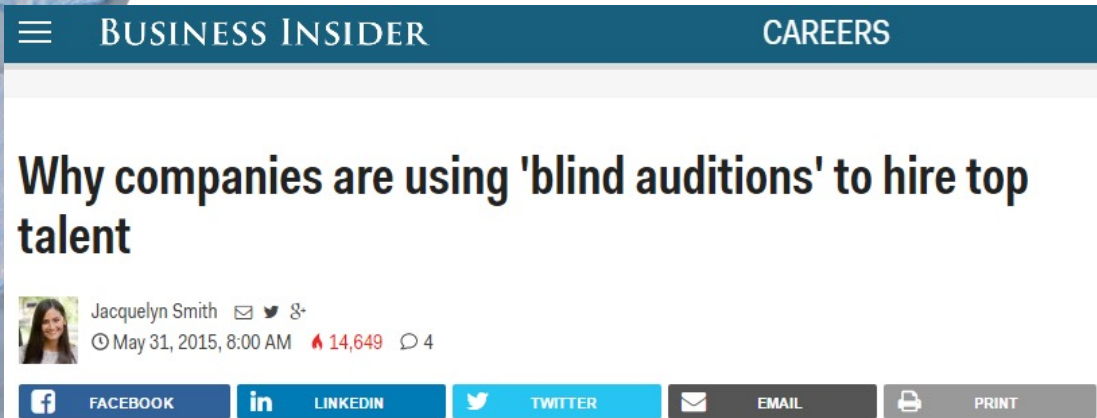 BUSINESS INSIDER CAREERS
Why companies are using 'blind auditions' to hire top
talent
Jacquelyn Smith
May 31, 2015, 8:00 AM 14,649 4
FACEBOOK LINKEDIN TWITTER EMAIL PRINT